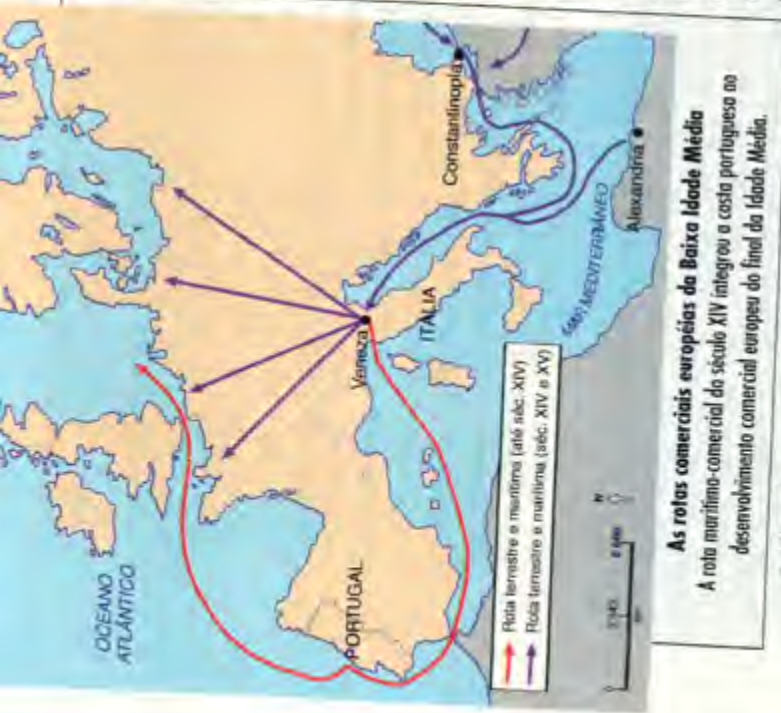 OCEANO
ATLÂNTICO
PORTUGAL
Veneza
ITÁLIA
Constantinopla
MAR MEDITERRÂNEO
Alexandria
Rota terrestre e marítima (até séc. XIV)
Rota terrestre e marítima (séc. XIV e XV)
N
As rotas comerciais européias da Baixa Idade Média
A rota marítimo-comercial do século XIV integrou a costa portuguesa ao
desenvolvimento comercial europeu do final da Idade Média.